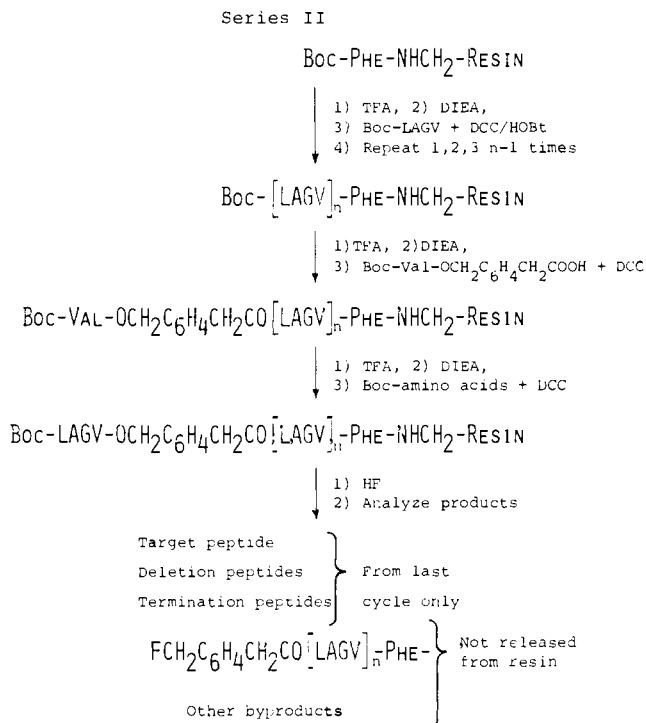 Series II
Boc-PHE-NHCH2-RESIN
1) TFA, 2) DIEA,
3) Boc-LAGV + DCC/HOBt
4) Repeat 1,2,3 n-1 times
Boc-[LAGV]n-PHE-NHCH2-RESIN
1)TFA, 2)DIEA,
3) Boc-Val-OCH2C6H4CH2COOH + DCC
Boc-VAL-OCH2C6H4CH2CO[LAGV]n-PHE-NHCH2-RESIN
1) TFA, 2) DIEA,
3) Boc-amino acids + DCC
Boc-LAGV-OCH2C6H4CH2CO[LAGV]n-PHE-NHCH2-RESIN
1) HF
2) Analyze products
Target peptide
Deletion peptides
Termination peptides
From last
cycle only
FCH2C6H4CH2CO[LAGV]n-PHE-
Other byproducts
Not released
from resin